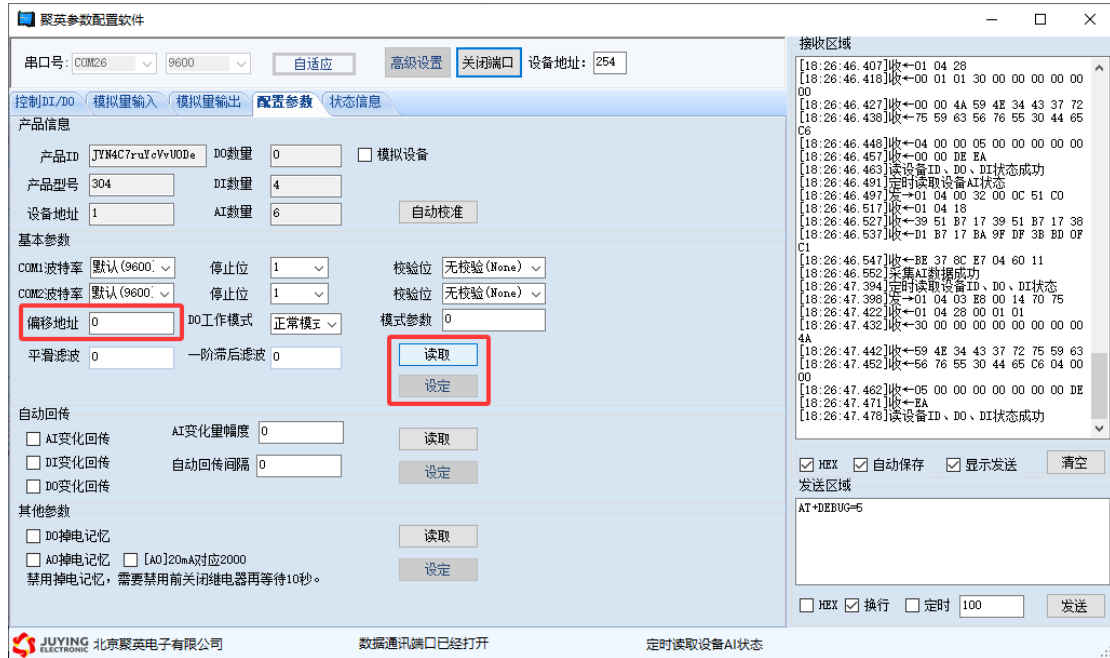 聚英参数配置软件
串口号: COM26 9600 自适应 高级设置 关闭端口 设备地址: 254
控制DI/DO 模拟量输入 模拟量输出 配置参数 状态信息
产品信息
产品ID JYN4C7ruYcVvU0De DO数量 0 模拟设备
产品型号 304 DI数量 4
设备地址 1 AI数量 6 自动校准
基本参数
COM1波特率 默认(9600) 停止位 1 校验位 无校验(None)
COM2波特率 默认(9600) 停止位 1 校验位 无校验(None)
偏移地址 0 DO工作模式 正常模式 模式参数 0
平滑滤波 0 一阶滞后滤波 0 读取
设定
自动回传
AI变化回传 AI变化量幅度 0 读取
DI变化回传 自动回传间隔 0 设定
DO变化回传
其他参数
DO掉电记忆 读取
AO掉电记忆 [AO]20mA对应2000 设定
禁用掉电记忆，需要禁用前关闭继电器再等待10秒。
接收区域
[18:26:46.407]收←01 04 28
[18:26:46.418]收←00 01 01 30 00 00 00 00 00
00
[18:26:46.427]收←00 00 4A 59 4E 34 43 37 72
[18:26:46.438]收←75 59 63 56 76 55 30 44 65
C6
[18:26:46.448]收←04 00 00 05 00 00 00 00 00
[18:26:46.457]收←00 00 DE EA
[18:26:46.463]读设备ID、DO、DI状态成功
[18:26:46.491]定时读取设备AI状态
[18:26:46.497]发→01 04 00 32 00 0C 51 C0
[18:26:46.517]收←01 04 18
[18:26:46.527]收←39 51 B7 17 39 51 B7 17 38
[18:26:46.537]收←D1 B7 17 BA 9F DF 3B BD 0F
C1
[18:26:46.547]收←BE 37 8C E7 04 60 11
[18:26:46.552]采集AI数据成功
[18:26:47.394]定时读取设备ID、DO、DI状态
[18:26:47.398]发→01 04 03 E8 00 14 70 75
[18:26:47.422]收←01 04 28 00 01 01
[18:26:47.432]收←30 00 00 00 00 00 00 00 00
4A
[18:26:47.442]收←59 4E 34 43 37 72 75 59 63
[18:26:47.452]收←56 76 55 30 44 65 C6 04 00
00
[18:26:47.462]收←05 00 00 00 00 00 00 00 DE
[18:26:47.471]收←EA
[18:26:47.478]读设备ID、DO、DI状态成功
HEX 自动保存 显示发送 清空
发送区域
AT+DEBUG=5
HEX 换行 定时 100 发送
JUYING ELECTRONIC 北京聚英电子有限公司 数据通讯端口已经打开 定时读取设备AI状态